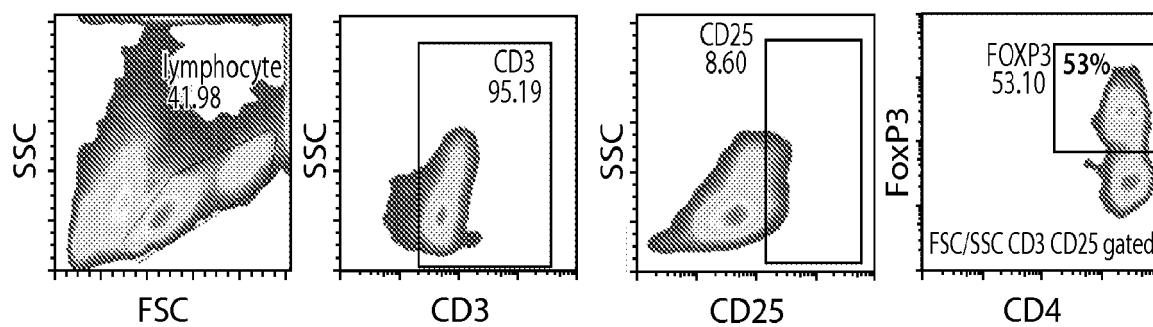 lymphocyte
41.98
SSC
FSC
CD3
95.19
SSC
CD3
CD25
8.60
SSC
CD25
FOXP3 53%
53.10
FoxP3
FSC/SSC CD3 CD25 gated
CD4